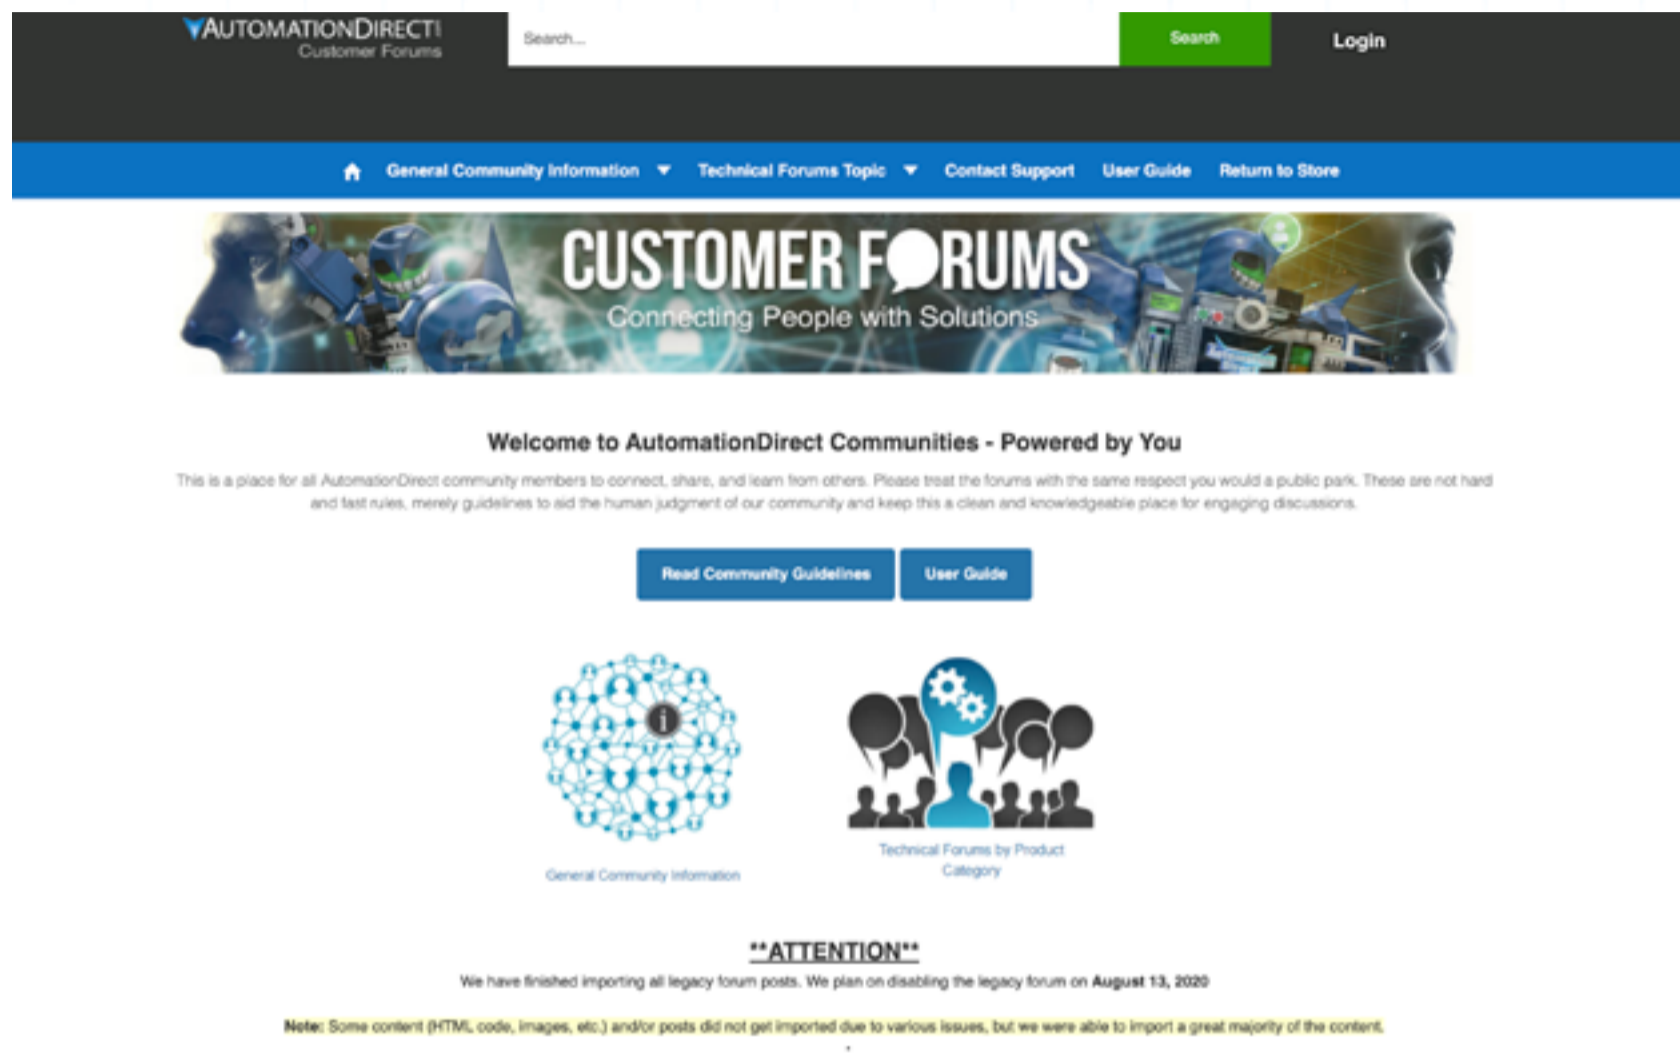 AUTOMATIONDIRECT
Customer Forums
Search...
Search
Login
General Community Information
Technical Forums Topic
Contact Support
User Guide
Return to Store
CUSTOMER FORUMS
Connecting People with Solutions
Welcome to AutomationDirect Communities - Powered by You
This is a place for all AutomationDirect community members to connect, share, and learn from others. Please treat the forums with the same respect you would a public park. These are not hard
and fast rules, merely guidelines to aid the human judgment of our community and keep this a clean and knowledgeable place for engaging discussions.
Read Community Guidelines
User Guide
i
General Community Information
Technical Forums by Product
Category
**ATTENTION**
We have finished importing all legacy forum posts. We plan on disabling the legacy forum on August 13, 2020
Note: Some content (HTML code, images, etc.) and/or posts did not get imported due to various issues, but we were able to import a great majority of the content.